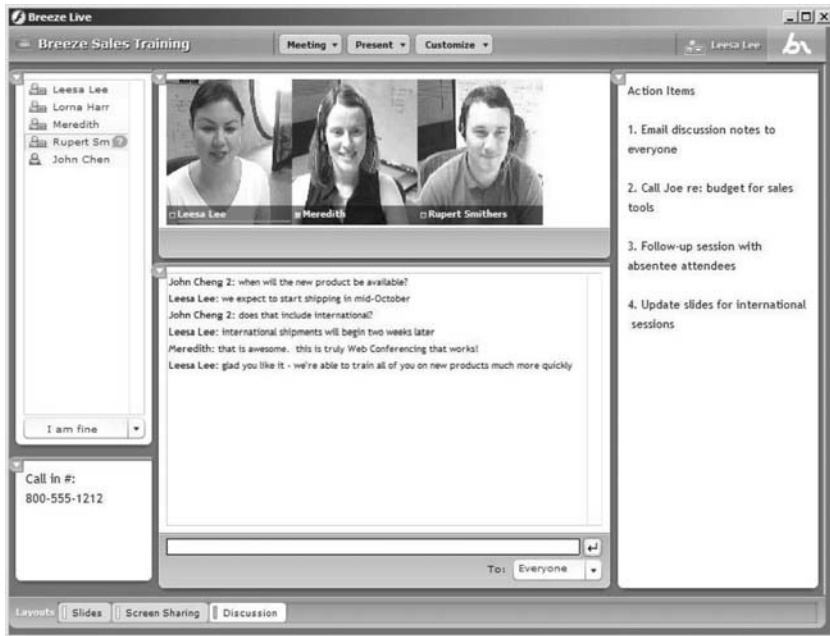 Breeze Live
Breeze Sales Training
Meeting
Present
Customize
Leesa Lee
Leesa Lee
Lorna Harr
Meredith
Rupert Sm
John Chen
I am fine
Call in #:
800-555-1212
Leesa Lee
Meredith
Rupert Smithers
John Cheng 2: when will the new product be available?
Leesa Lee: we expect to start shipping in mid-October
John Cheng 2: does that include international?
Leesa Lee: international shipments will begin two weeks later
Meredith: that is awesome. this is truly Web Conferencing that works!
Leesa Lee: glad you like it - we're able to train all of you on new products much more quickly
To: Everyone
Action Items
1. Email discussion notes to
everyone
2. Call Joe re: budget for sales
tools
3. Follow-up session with
absentee attendees
4. Update slides for international
sessions
Layouts
Slides
Screen Sharing
Discussion